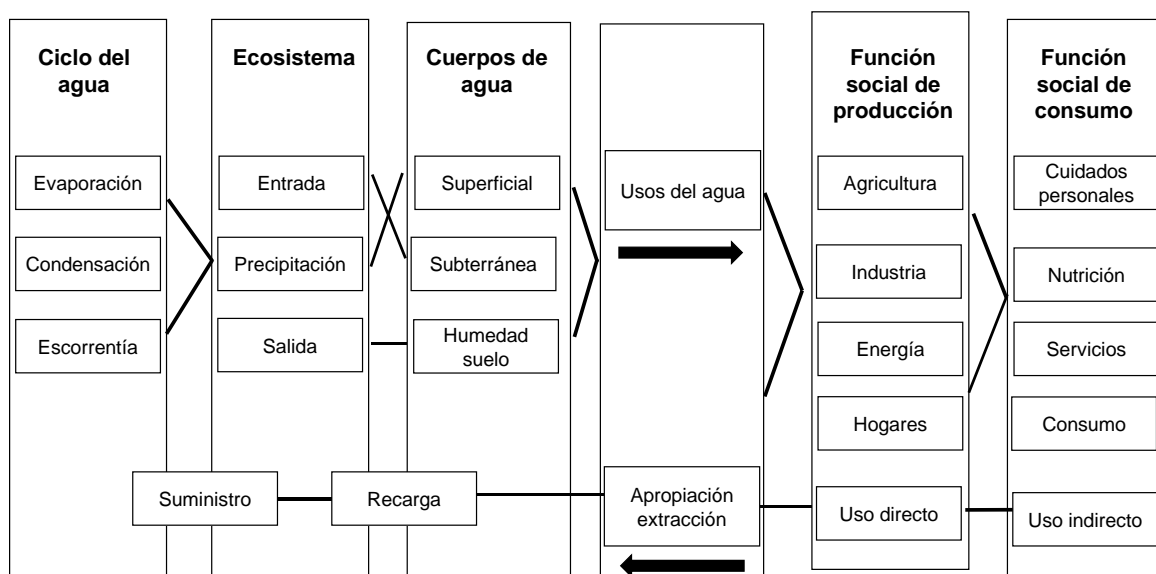 Ciclo del
agua
Ecosistema
Cuerpos de
agua
Función
social de
producción
Función
social de
consumo
Evaporación
Entrada
Superficial
Usos del agua
Agricultura
Cuidados
personales
Condensación
Precipitación
Subterránea
Industria
Nutrición
Escorrentía
Salida
Humedad
suelo
Energía
Servicios
Hogares
Consumo
Suministro
Recarga
Apropiación
extracción
Uso directo
Uso indirecto